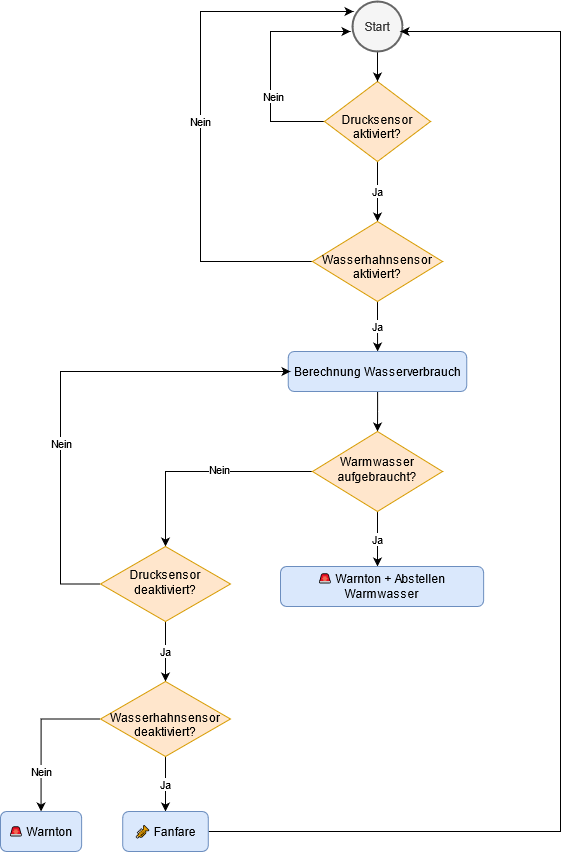 Start
Nein
Drucksensor
aktiviert?
Nein
Ja
Wasserhahnsensor
aktiviert?
Ja
Berechnung Wasserverbrauch
Nein
Warmwasser
aufgebraucht?
Nein
Ja
Drucksensor
deaktiviert?
Warnton + Abstellen
Warmwasser
Ja
Wasserhahnsensor
deaktiviert?
Nein
Ja
Warnton
Fanfare